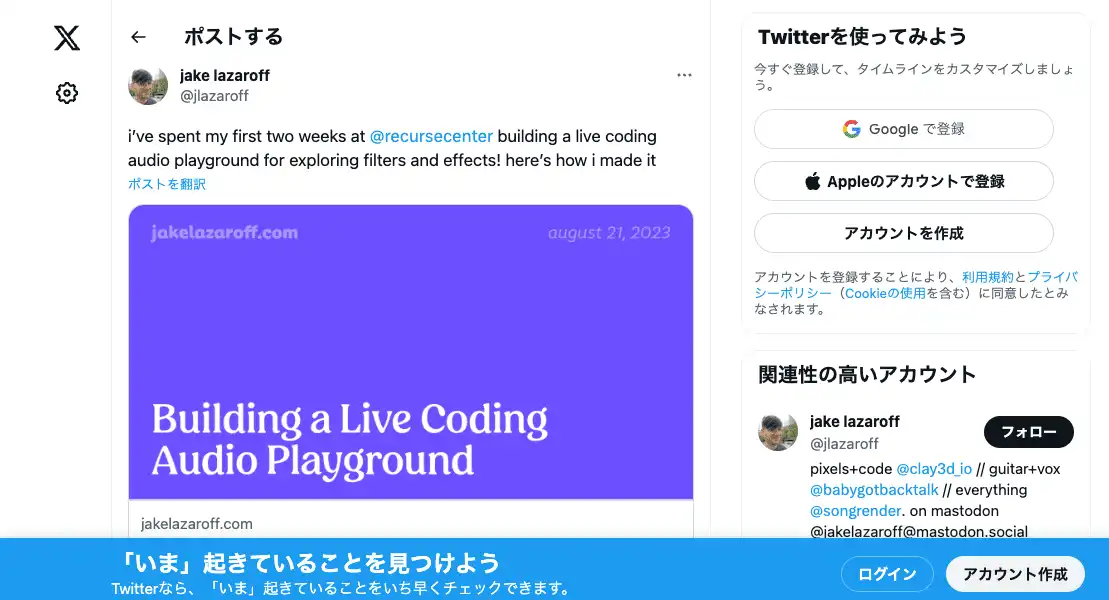 ポストする
jake lazaroff
@jlazaroff
i've spent my first two weeks at @recursecenter building a live coding
audio playground for exploring filters and effects! here's how i made it
ポストを翻訳
jakelazaroff.com
august 21, 2023
Building a Live Coding
Audio Playground
jakelazaroff.com
Twitterを使ってみよう
今すぐ登録して、タイムラインをカスタマイズしましょ
う。
Google で登録
Appleのアカウントで登録
アカウントを作成
アカウントを登録することにより、利用規約とプライバ
シーポリシー（Cookieの使用を含む）に同意したとみ
なされます。
関連性の高いアカウント
jake lazaroff
@jlazaroff
フォロー
pixels+code @clay3d_io // guitar+vox
@babygotbacktalk // everything
@songrender. on mastodon
@jakelazaroff@mastodon.social
「いま」起きていることを見つけよう
Twitterなら、「いま」起きていることをいち早くチェックできます。
ログイン
アカウント作成